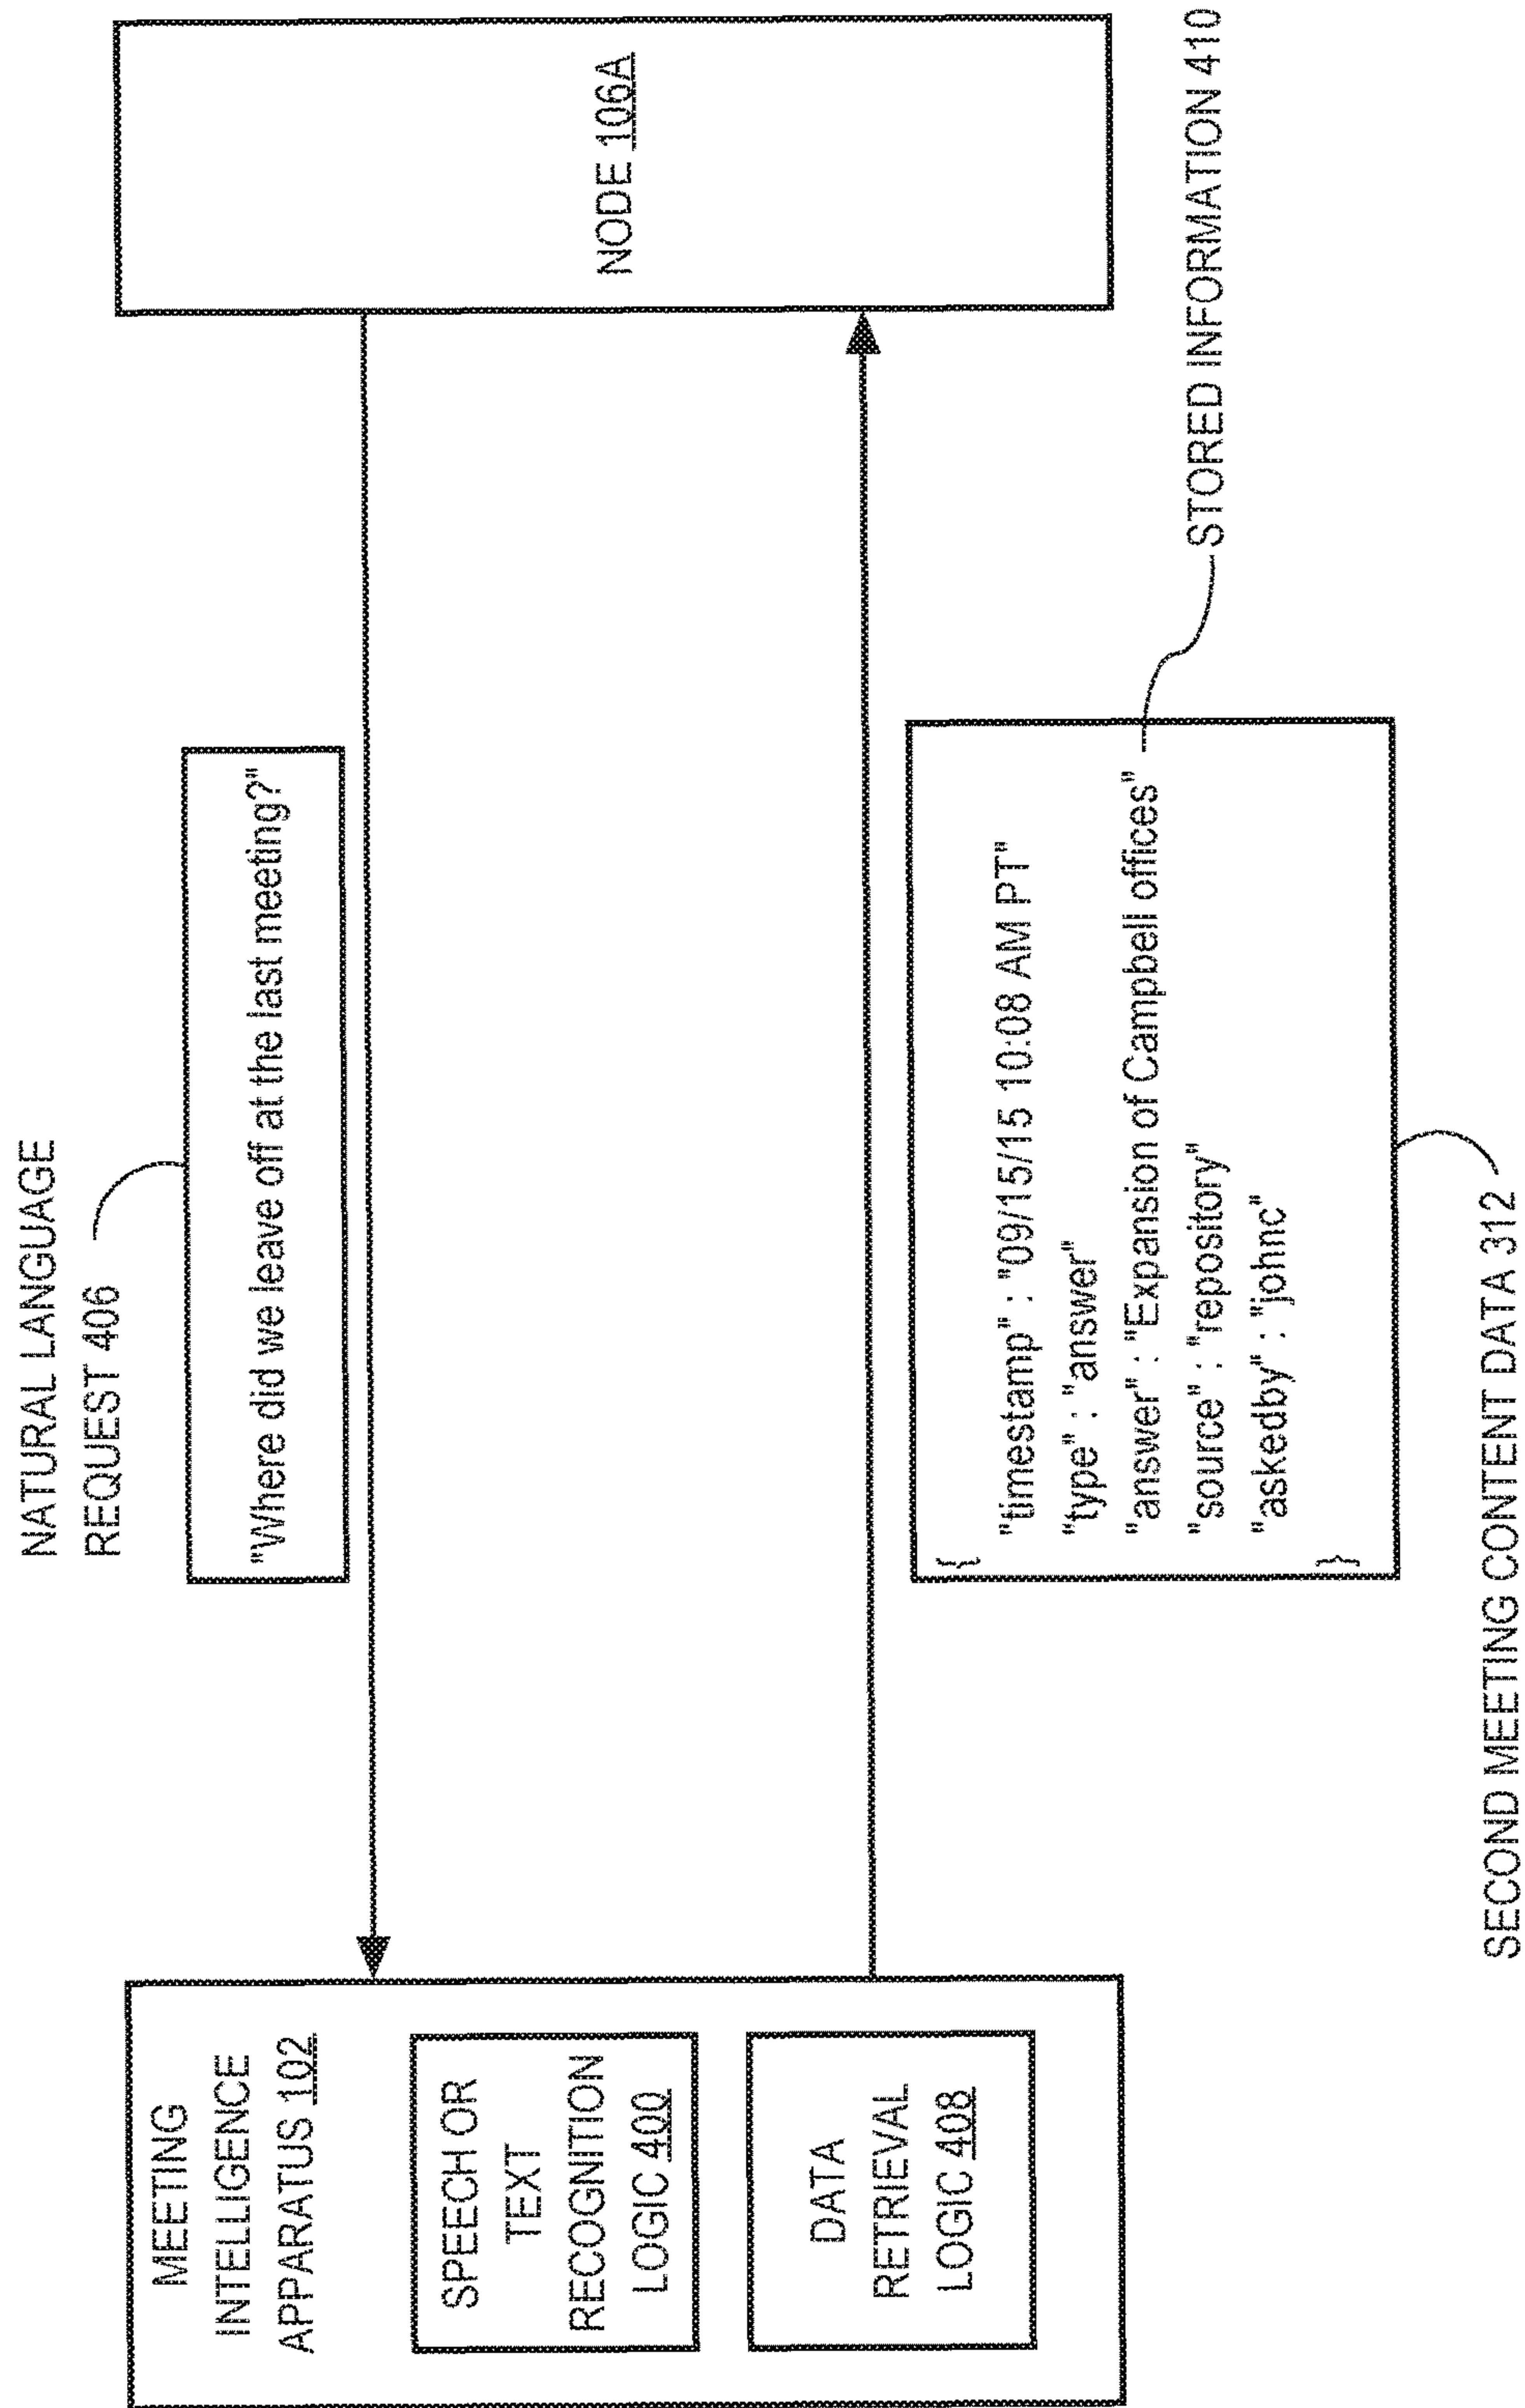 NATURAL LANGUAGE
REQUEST 406
MEETING
INTELLIGENCE
APPARATUS 102
SPEECH OR
TEXT
RECOGNITION
LOGIC 400
DATA
RETRIEVAL
LOGIC 408
"Where did we leave off at the last meeting?"
NODE 106A
{
"timestamp" : "09/15/15 10:08 AM PT"
"type" : "answer"
"answer" : "Expansion of Campbell offices"
"source" : "repository"
"askedby" : "johnc"
}
STORED INFORMATION 410
SECOND MEETING CONTENT DATA 312